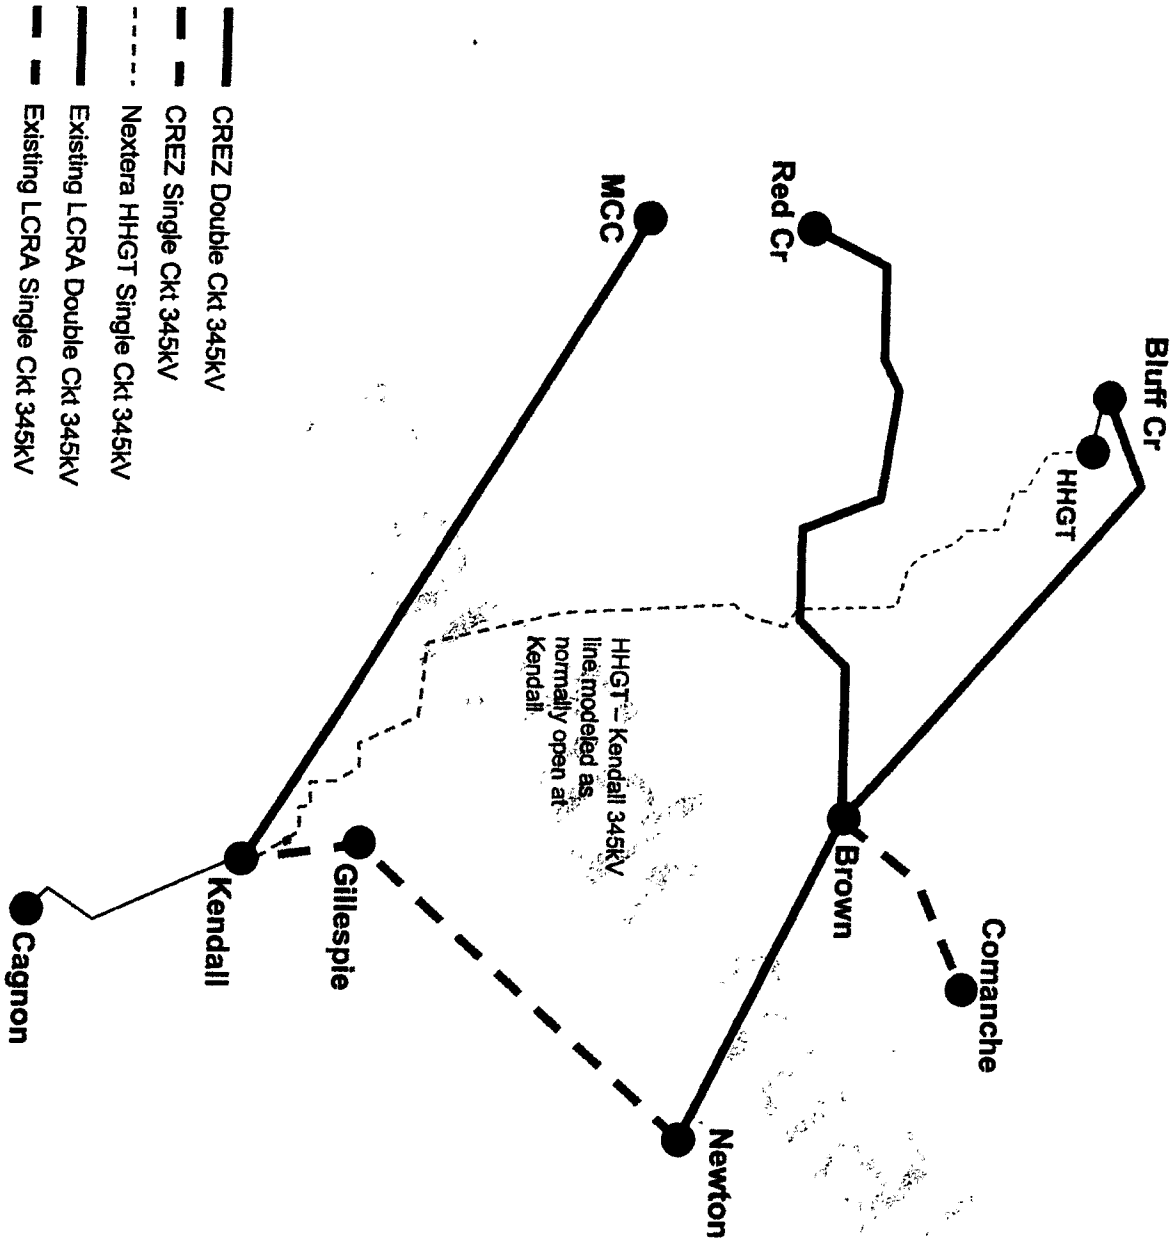 Bluff Cr
HHGT
Comanche
Red Cr
Brown
Newton
MCC
HHGT – Kendall 345kV
line modeled as
normally open at
Kendall
Gillespie
Kendall
Cagnon
CREZ Double Ckt 345kV
CREZ Single Ckt 345kV
Nextera HHGT Single Ckt 345kV
Existing LCRA Double Ckt 345kV
Existing LCRA Single Ckt 345kV